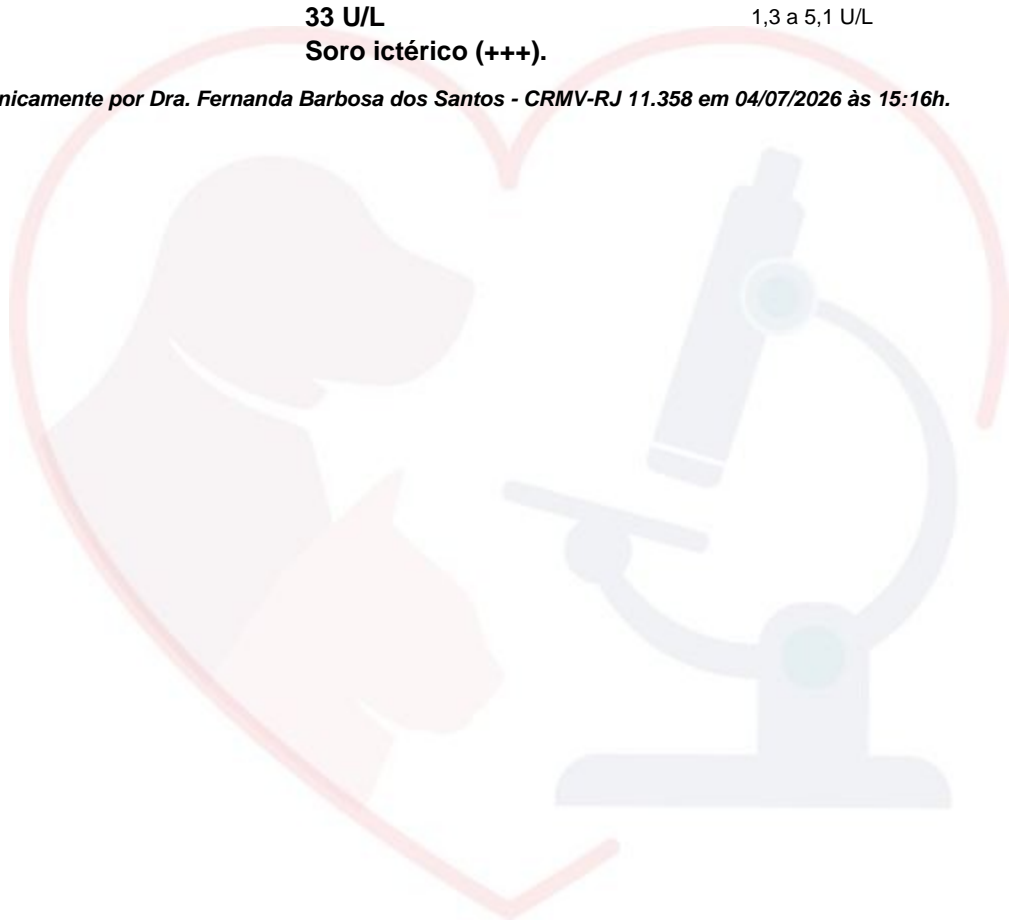 33 U/L 1,3 a 5,1 U/L
Soro ictérico (+++).
nicamente por Dra. Fernanda Barbosa dos Santos - CRMV-RJ 11.358 em 04/07/2026 às 15:16h.